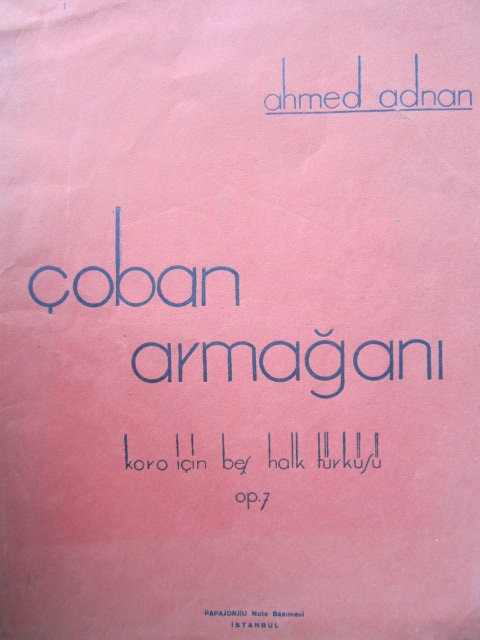 ahmed adnan
çoban
armağanı
koro için beş halk türküsü
op.7
PAPAJORJİU Nota Basımevi
İSTANBUL